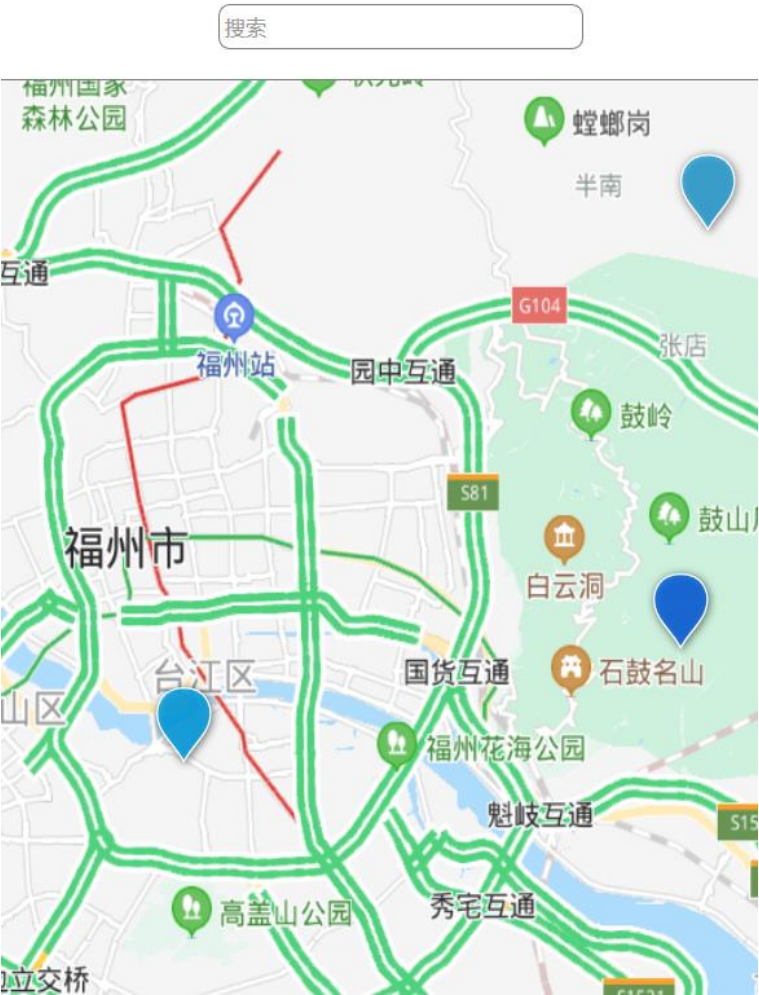 搜索
福州国家
森林公园
螳螂岗
半南
互通
G104
福州站
园中互通
张店
鼓岭
S81
鼓山
福州市
白云洞
台江区
国货互通
石鼓名山
山区
福州花海公园
魁岐互通
S15
高盖山公园
秀宅互通
立交桥
S1531